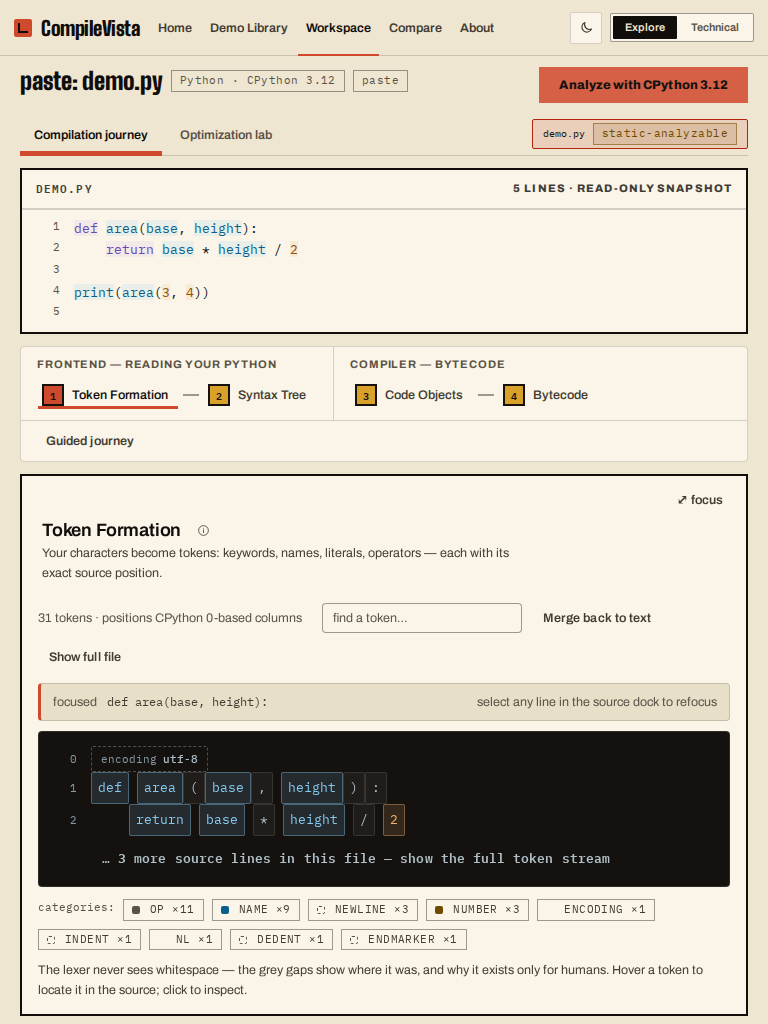 CompileVista Home Demo Library Workspace Compare About Explore Technical
paste: demo.py Python · CPython 3.12 paste Analyze with CPython 3.12
Compilation journey Optimization lab demo.py static-analyzable
DEMO.PY 5 LINES · READ-ONLY SNAPSHOT
1 def area(base, height):
2 return base * height / 2
3
4 print(area(3, 4))
5
FRONTEND — READING YOUR PYTHON COMPILER — BYTECODE
1 Token Formation — 2 Syntax Tree 3 Code Objects — 4 Bytecode
Guided journey
⤢ focus
Token Formation ⓘ
Your characters become tokens: keywords, names, literals, operators — each with its
exact source position.
31 tokens · positions CPython 0-based columns find a token... Merge back to text
Show full file
focused def area(base, height): select any line in the source dock to refocus
0 encoding utf-8
1 def area ( base , height ) :
2 return base * height / 2
… 3 more source lines in this file — show the full token stream
categories: OP ×11 NAME ×9 NEWLINE ×3 NUMBER ×3 ENCODING ×1
INDENT ×1 NL ×1 DEDENT ×1 ENDMARKER ×1
The lexer never sees whitespace — the grey gaps show where it was, and why it exists only for humans. Hover a token to
locate it in the source; click to inspect.